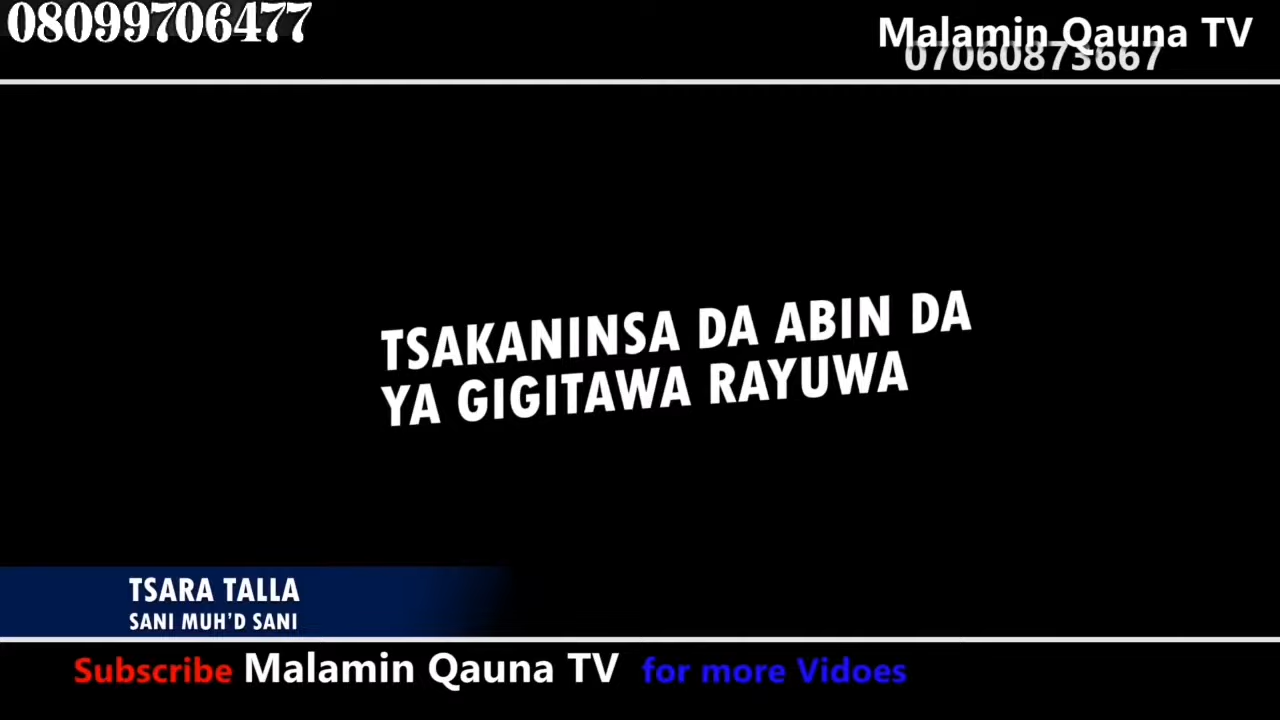 08099706477
Malamin Qauna TV
07060873667
TSAKANINSA DA ABIN DA
YA GIGITAWA RAYUWA
TSARA TALLA
SANI MUH'D SANI
Subscribe Malamin Qauna TV for more Vidoes